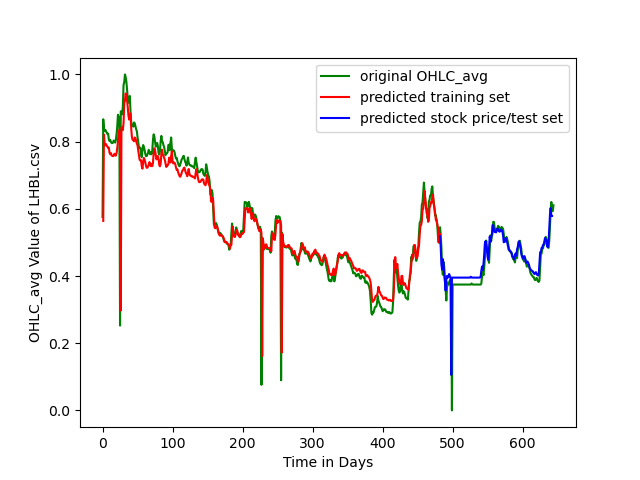 original OHLC_avg
predicted training set
predicted stock price/test set
OHLC_avg Value of LHBL.csv
1.0
0.8
0.6
0.4
0.2
0.0
0 100 200 300 400 500 600
Time in Days